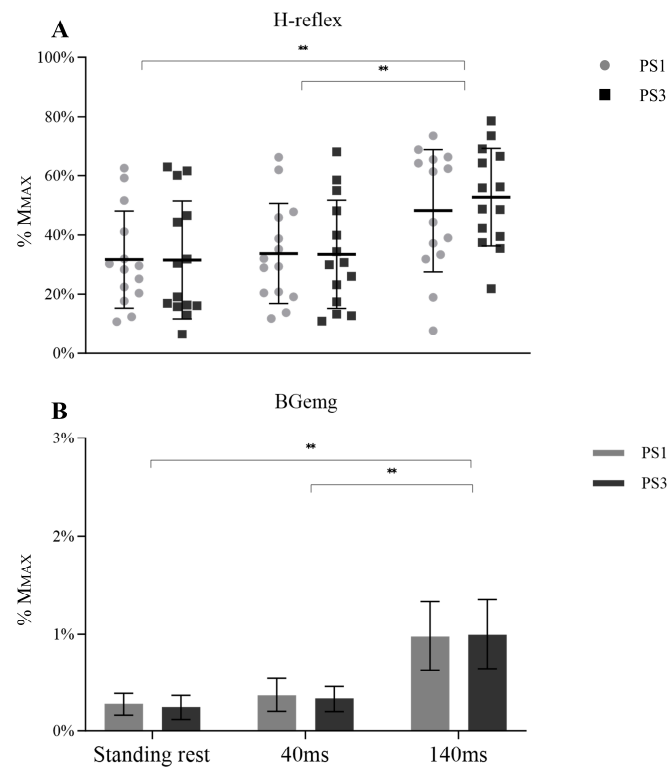 A
H-reflex
**
**
100%
80%
60%
40%
20%
0%
% MMAX
PS1
PS3
B
BGemg
**
**
3%
2%
1%
0%
% MMAX
PS1
PS3
Standing rest 40ms 140ms